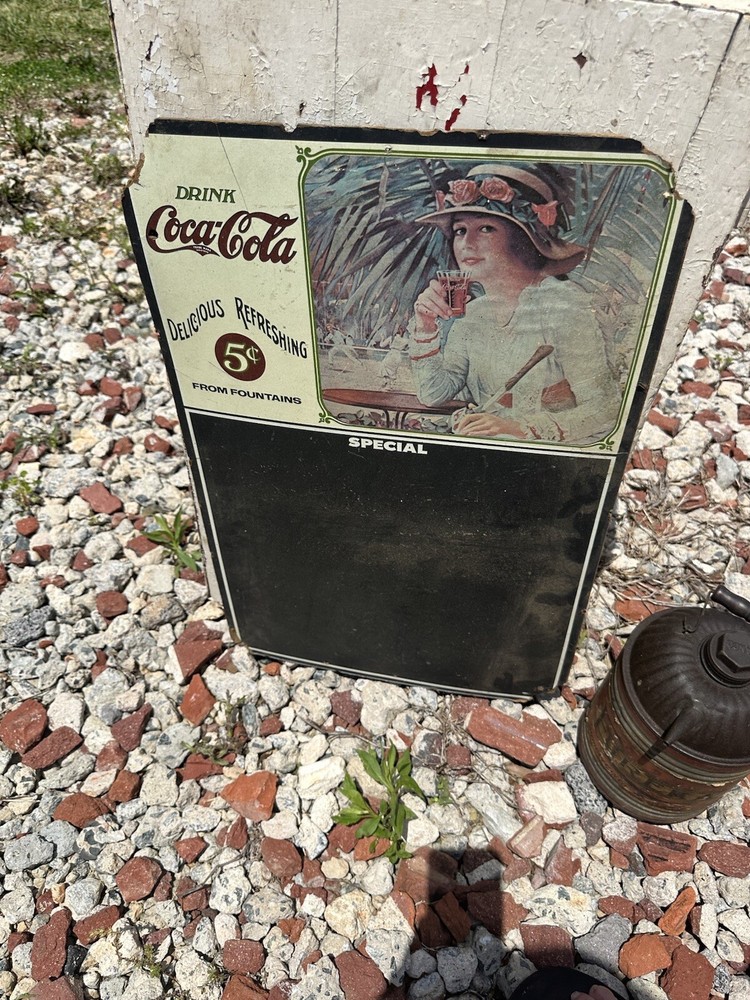 DRINK
Coca-Cola
DELICIOUS REFRESHING
5¢
FROM FOUNTAINS
SPECIAL